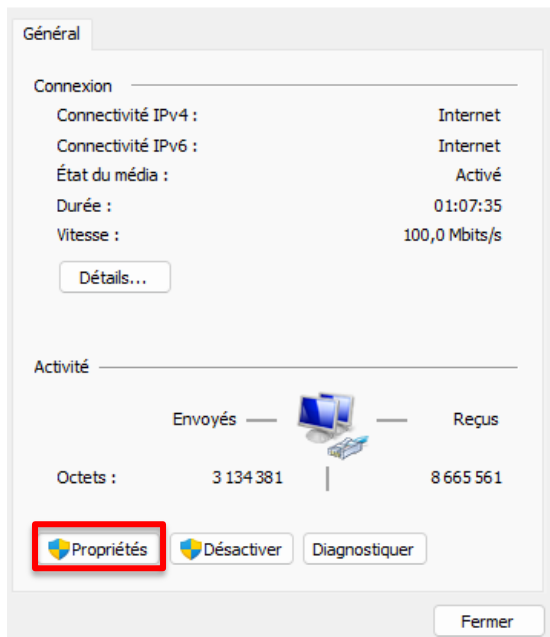 Général
Connexion
Connectivité IPv4 : Internet
Connectivité IPv6 : Internet
État du média : Activé
Durée : 01:07:35
Vitesse : 100,0 Mbits/s
Détails...
Activité
Envoyés Reçus
Octets : 3 134 381 8 665 561
Propriétés Désactiver Diagnostiquer
Fermer